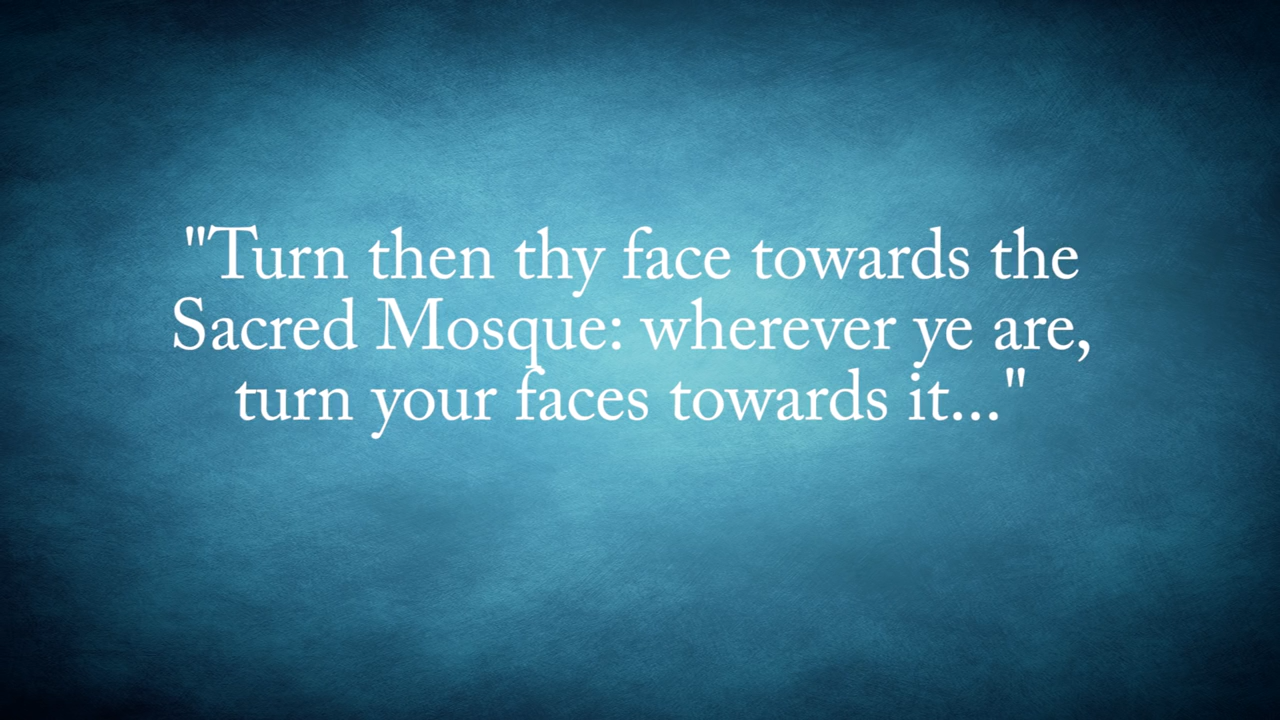 "Turn then thy face towards the
Sacred Mosque: wherever ye are,
turn your faces towards it..."